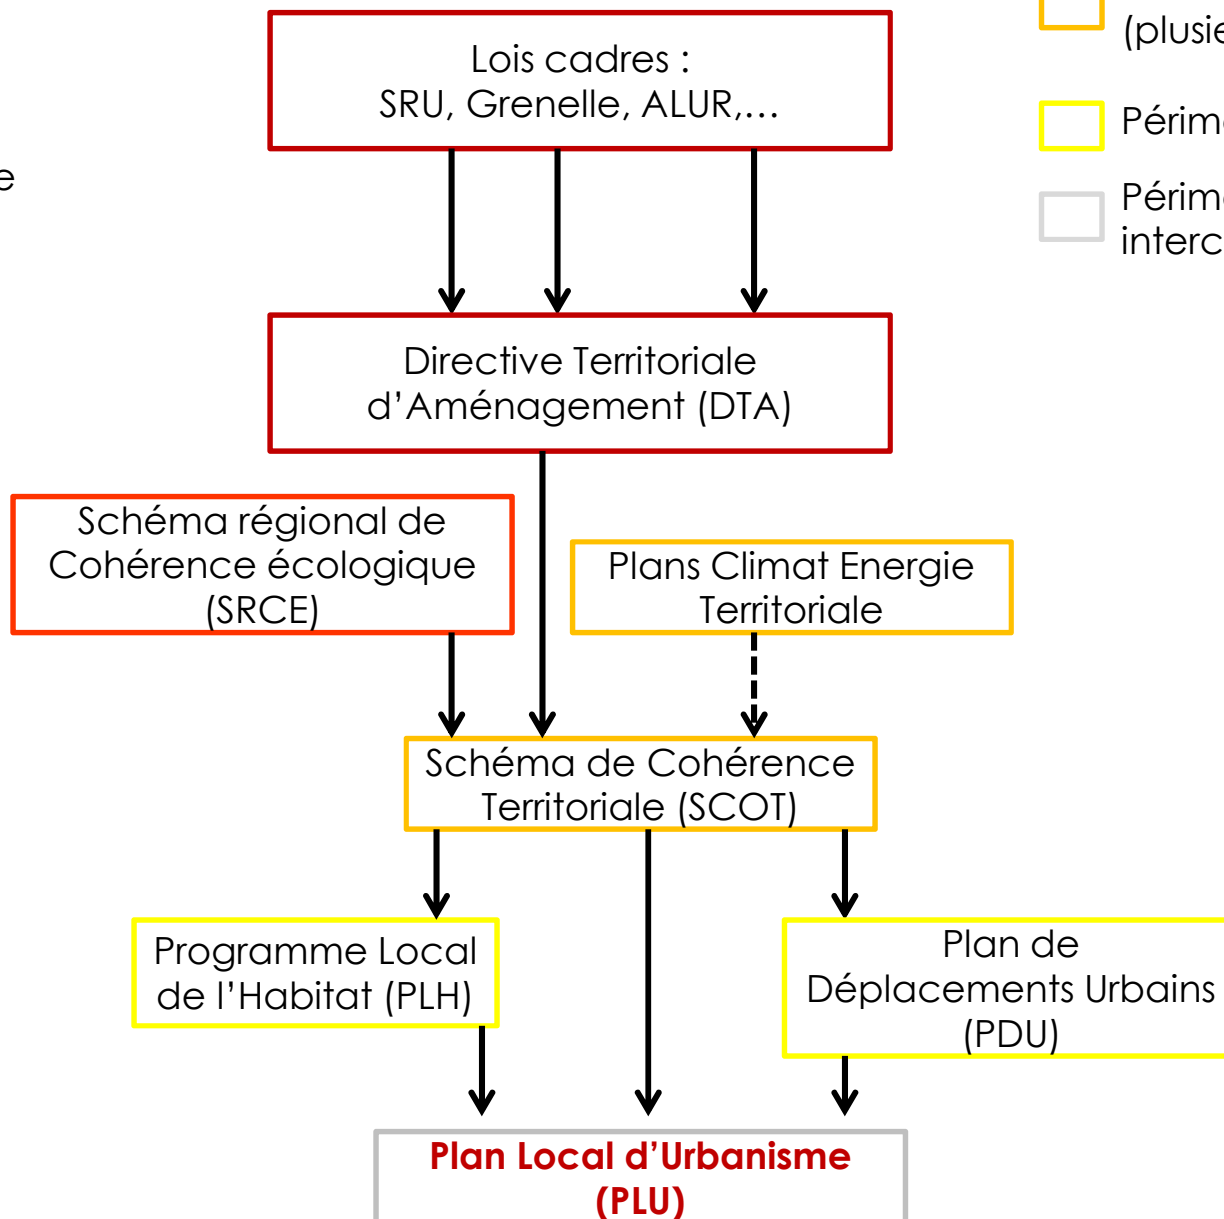 Lois cadres :
SRU, Grenelle, ALUR,…
(plusie
Périm
Périm
interc
e
Directive Territoriale
d’Aménagement (DTA)
Schéma régional de
Cohérence écologique
(SRCE)
Plans Climat Energie
Territoriale
Schéma de Cohérence
Territoriale (SCOT)
Programme Local
de l’Habitat (PLH)
Plan de
Déplacements Urbains
(PDU)
Plan Local d’Urbanisme
(PLU)